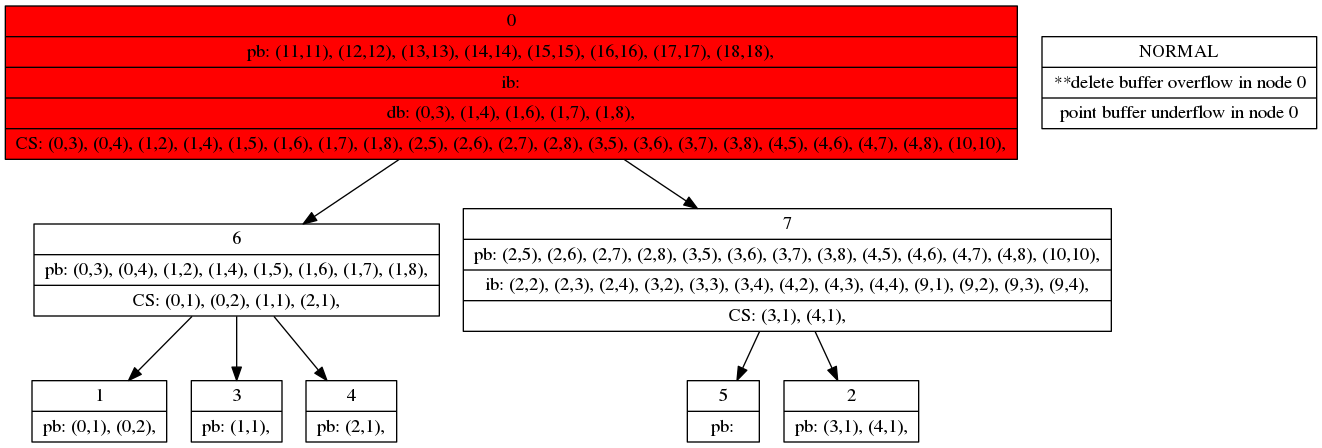 0
pb: (11,11), (12,12), (13,13), (14,14), (15,15), (16,16), (17,17), (18,18),
ib:
db: (0,3), (1,4), (1,6), (1,7), (1,8),
CS: (0,3), (0,4), (1,2), (1,4), (1,5), (1,6), (1,7), (1,8), (2,5), (2,6), (2,7), (2,8), (3,5), (3,6), (3,7), (3,8), (4,5), (4,6), (4,7), (4,8), (10,10),
NORMAL
**delete buffer overflow in node 0
point buffer underflow in node 0
6
pb: (0,3), (0,4), (1,2), (1,4), (1,5), (1,6), (1,7), (1,8),
CS: (0,1), (0,2), (1,1), (2,1),
7
pb: (2,5), (2,6), (2,7), (2,8), (3,5), (3,6), (3,7), (3,8), (4,5), (4,6), (4,7), (4,8), (10,10),
ib: (2,2), (2,3), (2,4), (3,2), (3,3), (3,4), (4,2), (4,3), (4,4), (9,1), (9,2), (9,3), (9,4),
CS: (3,1), (4,1),
1
pb: (0,1), (0,2),
3
pb: (1,1),
4
pb: (2,1),
5
pb:
2
pb: (3,1), (4,1),